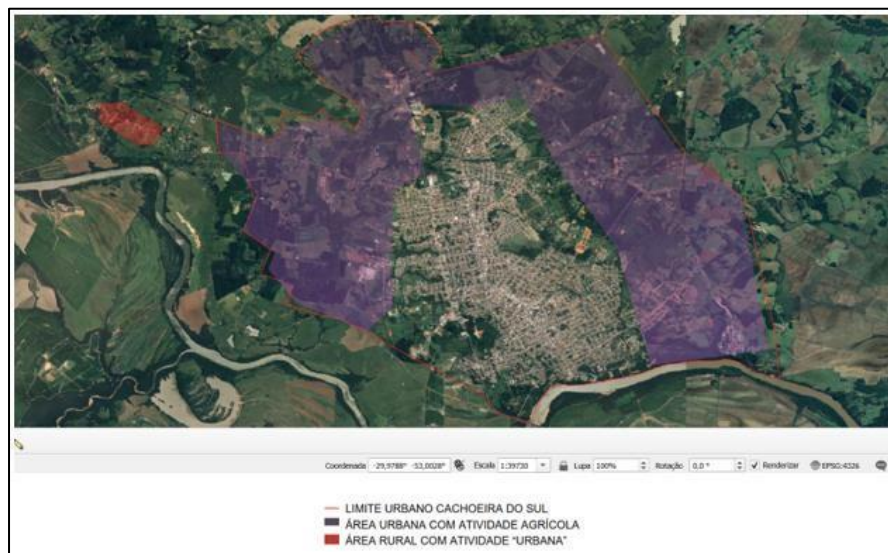 Coordenada -29,9788° -53,0028° Escala 1:39730 Lupa 100% Rotação 0,0 ° Renderizar EPSG:4326
LIMITE URBANO CACHOEIRA DO SUL
ÁREA URBANA COM ATIVIDADE AGRÍCOLA
ÁREA RURAL COM ATIVIDADE "URBANA"